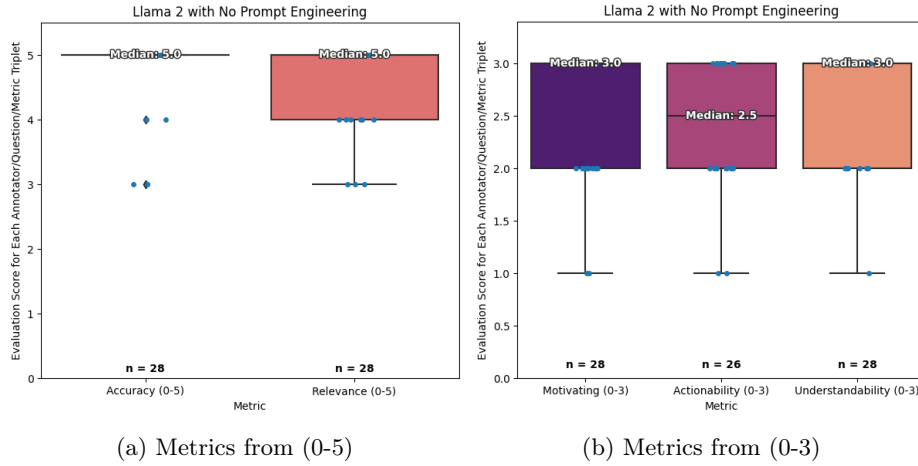 Llama 2 with No Prompt Engineering
Evaluation Score for Each Annotator/Question/Metric Triplet
5
4
3
2
1
0
Median: 5.0
Median: 5.0
n = 28
n = 28
Accuracy (0-5)
Relevance (0-5)
Metric
(a) Metrics from (0-5)
Llama 2 with No Prompt Engineering
Evaluation Score for Each Annotator/Question/Metric Triplet
3.0
2.5
2.0
1.5
1.0
0.5
0.0
Median: 3.0
Median: 2.5
Median: 3.0
n = 28
n = 26
n = 28
Motivating (0-3)
Actionability (0-3)
Understandability (0-3)
Metric
(b) Metrics from (0-3)